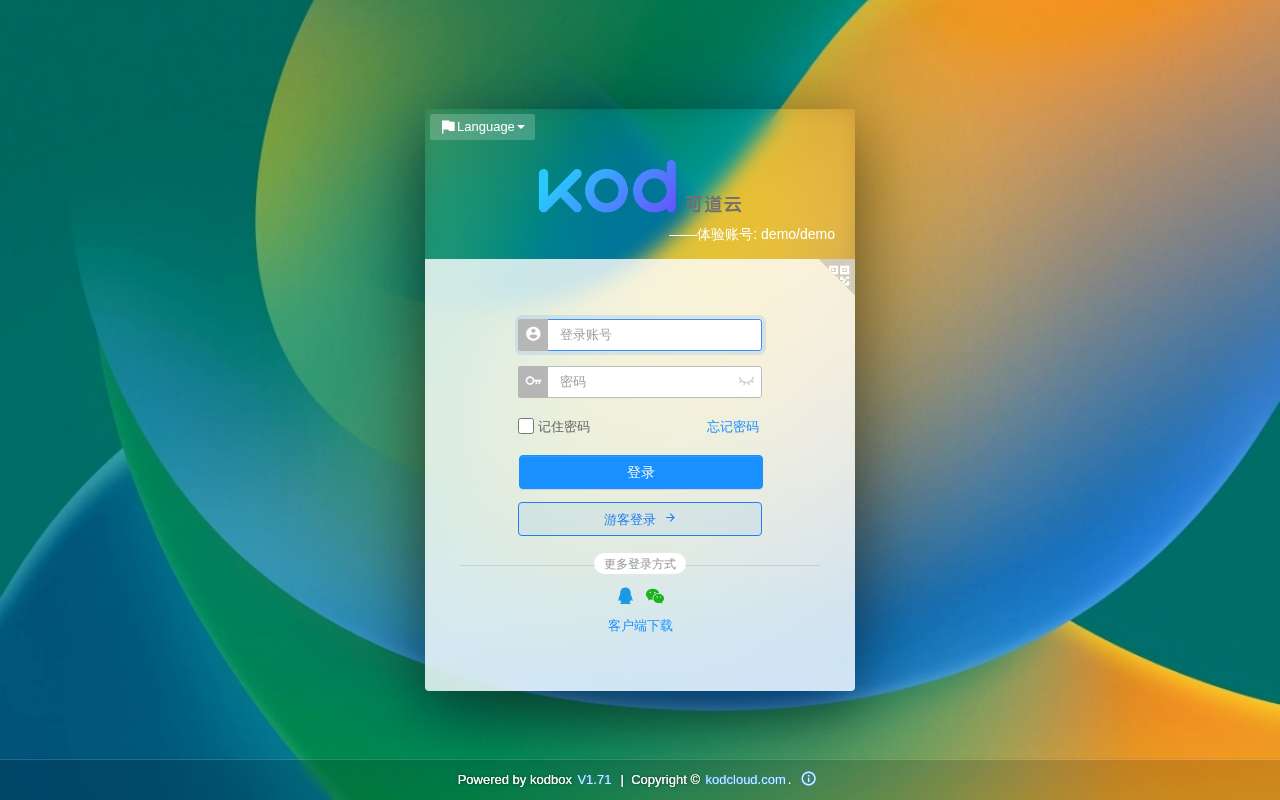 Language
kod 可道云
——体验账号: demo/demo
登录账号
密码
记住密码 忘记密码
登录
游客登录
更多登录方式
客户端下载
Powered by kodbox V1.71 | Copyright © kodcloud.com .